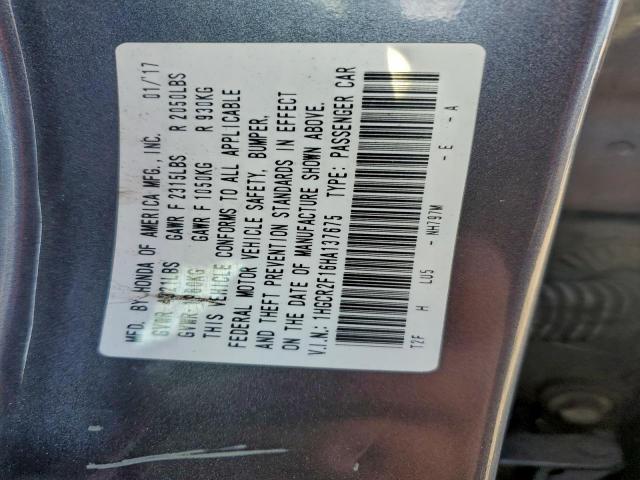 MFD. BY HONDA OF AMERICA MFG., INC. 01/17
GAWR F 2315LBS R 2050LBS
GAWR F 1050KG R 930KG
THIS VEHICLE CONFORMS TO ALL APPLICABLE
FEDERAL MOTOR VEHICLE SAFETY, BUMPER,
AND THEFT PREVENTION STANDARDS IN EFFECT
ON THE DATE OF MANUFACTURE SHOWN ABOVE.
V.I.N.: 1HGCR2F16HA137675 TYPE: PASSENGER CAR
T2F H LU5 - NH797M - E - A